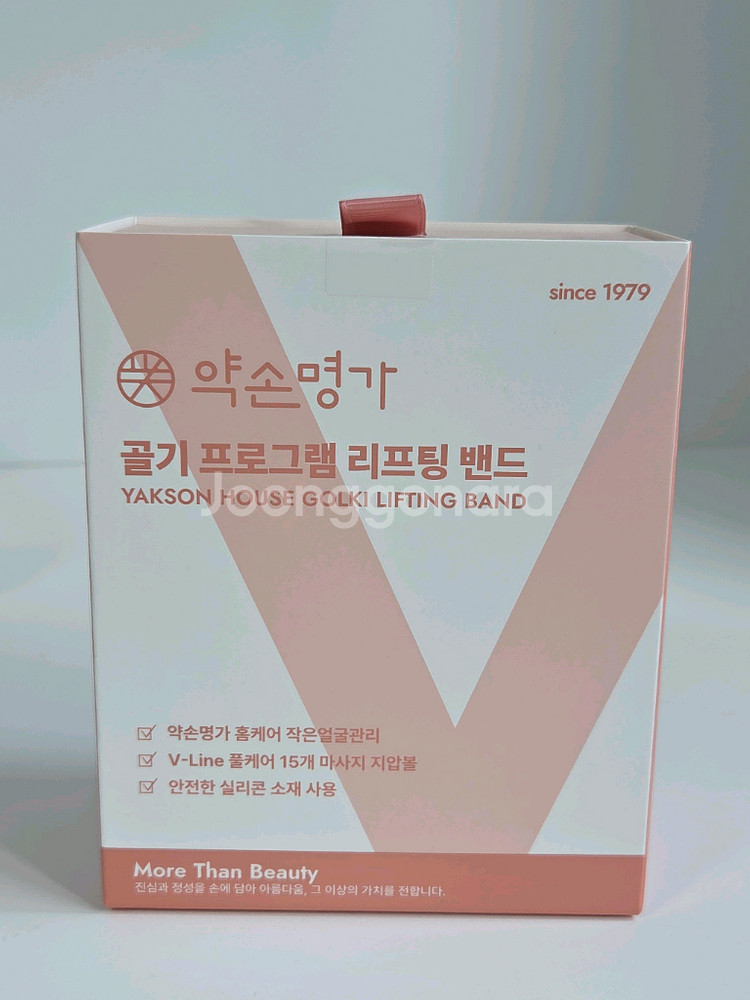 since 1979
약손명가
골기 프로그램 리프팅 밴드
YAKSON HOUSE GOLKI LIFTING BAND
Joonggonara
약손명가 홈케어 작은얼굴관리
V-Line 풀케어 15개 마사지 지압볼
안전한 실리콘 소재 사용
More Than Beauty
진심과 정성을 손에 담아 아름다움, 그 이상의 가치를 전합니다.